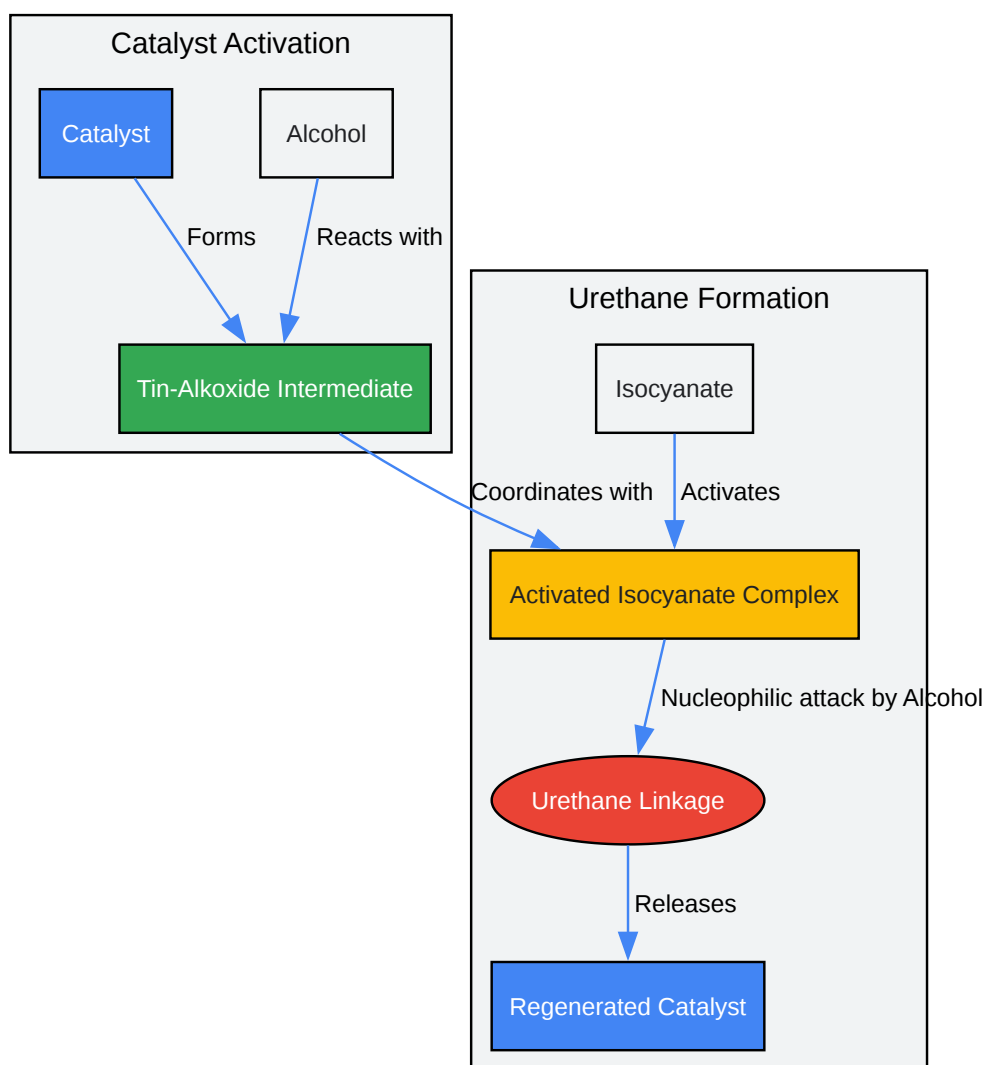 Catalyst Activation
Catalyst
Alcohol
Forms
Reacts with
Tin-Alkoxide Intermediate
Urethane Formation
Isocyanate
Coordinates with
Activates
Activated Isocyanate Complex
Nucleophilic attack by Alcohol
Urethane Linkage
Releases
Regenerated Catalyst